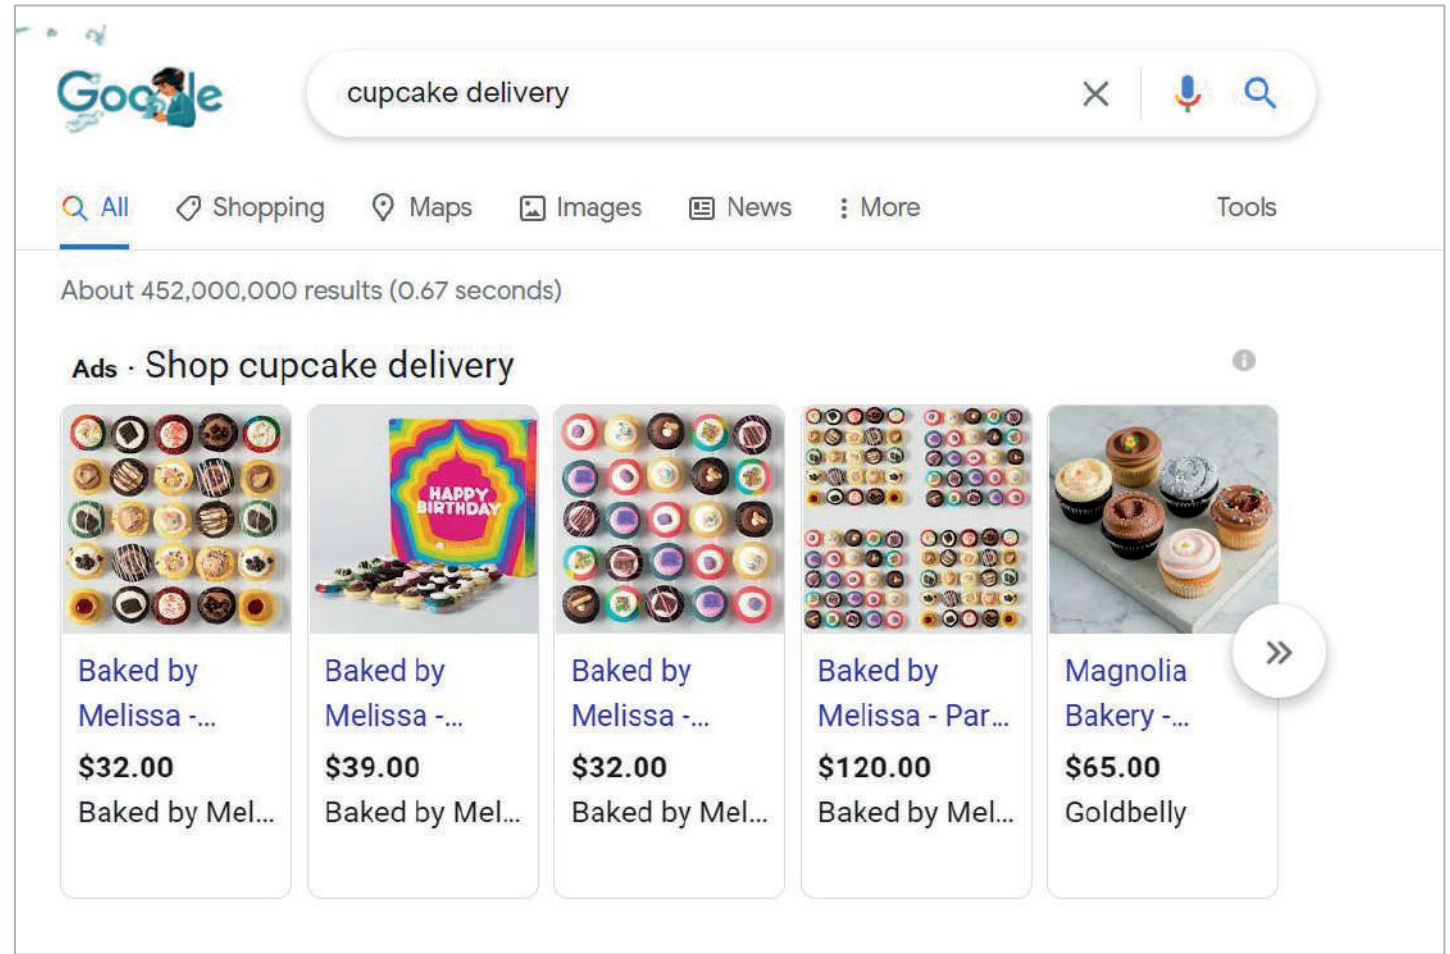 Google
cupcake delivery
All Shopping Maps Images News More Tools
About 452,000,000 results (0.67 seconds)
Ads · Shop cupcake delivery
HAPPY
BIRTHDAY
Baked by
Melissa -...
$32.00
Baked by Mel...
Baked by
Melissa -...
$39.00
Baked by Mel...
Baked by
Melissa -...
$32.00
Baked by Mel...
Baked by
Melissa - Par...
$120.00
Baked by Mel...
Magnolia
Bakery -...
$65.00
Goldbelly